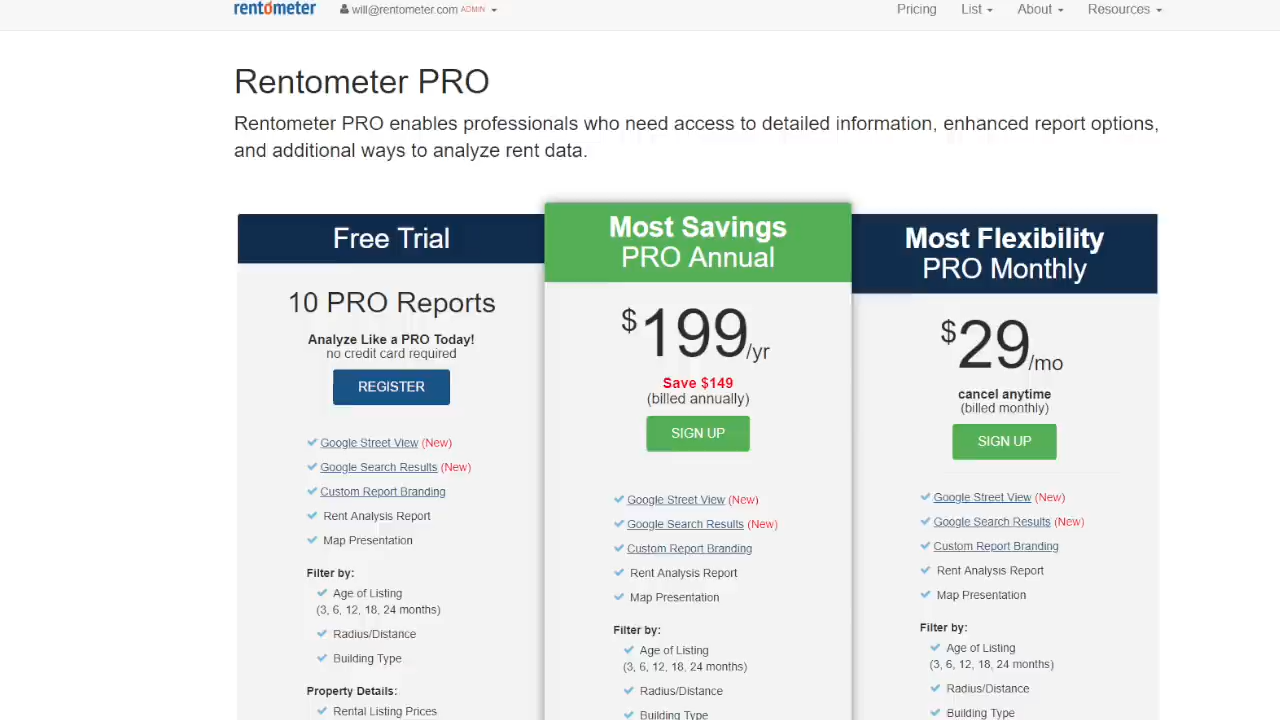 rentometer will@rentometer.com ADMIN Pricing List About Resources
Rentometer PRO
Rentometer PRO enables professionals who need access to detailed information, enhanced report options,
and additional ways to analyze rent data.
Free Trial
10 PRO Reports
Analyze Like a PRO Today!
no credit card required
REGISTER
Google Street View (New)
Google Search Results (New)
Custom Report Branding
Rent Analysis Report
Map Presentation
Filter by:
Age of Listing
(3, 6, 12, 18, 24 months)
Radius/Distance
Building Type
Property Details:
Rental Listing Prices
Most Savings
PRO Annual
$199/yr
Save $149
(billed annually)
SIGN UP
Google Street View (New)
Google Search Results (New)
Custom Report Branding
Rent Analysis Report
Map Presentation
Filter by:
Age of Listing
(3, 6, 12, 18, 24 months)
Radius/Distance
Building Type
Most Flexibility
PRO Monthly
$29/mo
cancel anytime
(billed monthly)
SIGN UP
Google Street View (New)
Google Search Results (New)
Custom Report Branding
Rent Analysis Report
Map Presentation
Filter by:
Age of Listing
(3, 6, 12, 18, 24 months)
Radius/Distance
Building Type